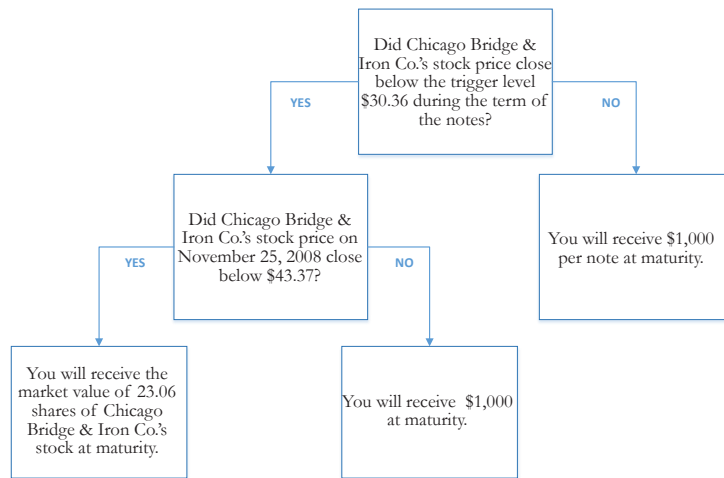 Did Chicago Bridge &
Iron Co.'s stock price close
below the trigger level
$30.36 during the term of
the notes?
YES
NO
Did Chicago Bridge &
Iron Co.'s stock price on
November 25, 2008 close
below $43.37?
You will receive $1,000
per note at maturity.
YES
NO
You will receive the
market value of 23.06
shares of Chicago
Bridge & Iron Co.'s
stock at maturity.
You will receive $1,000
at maturity.